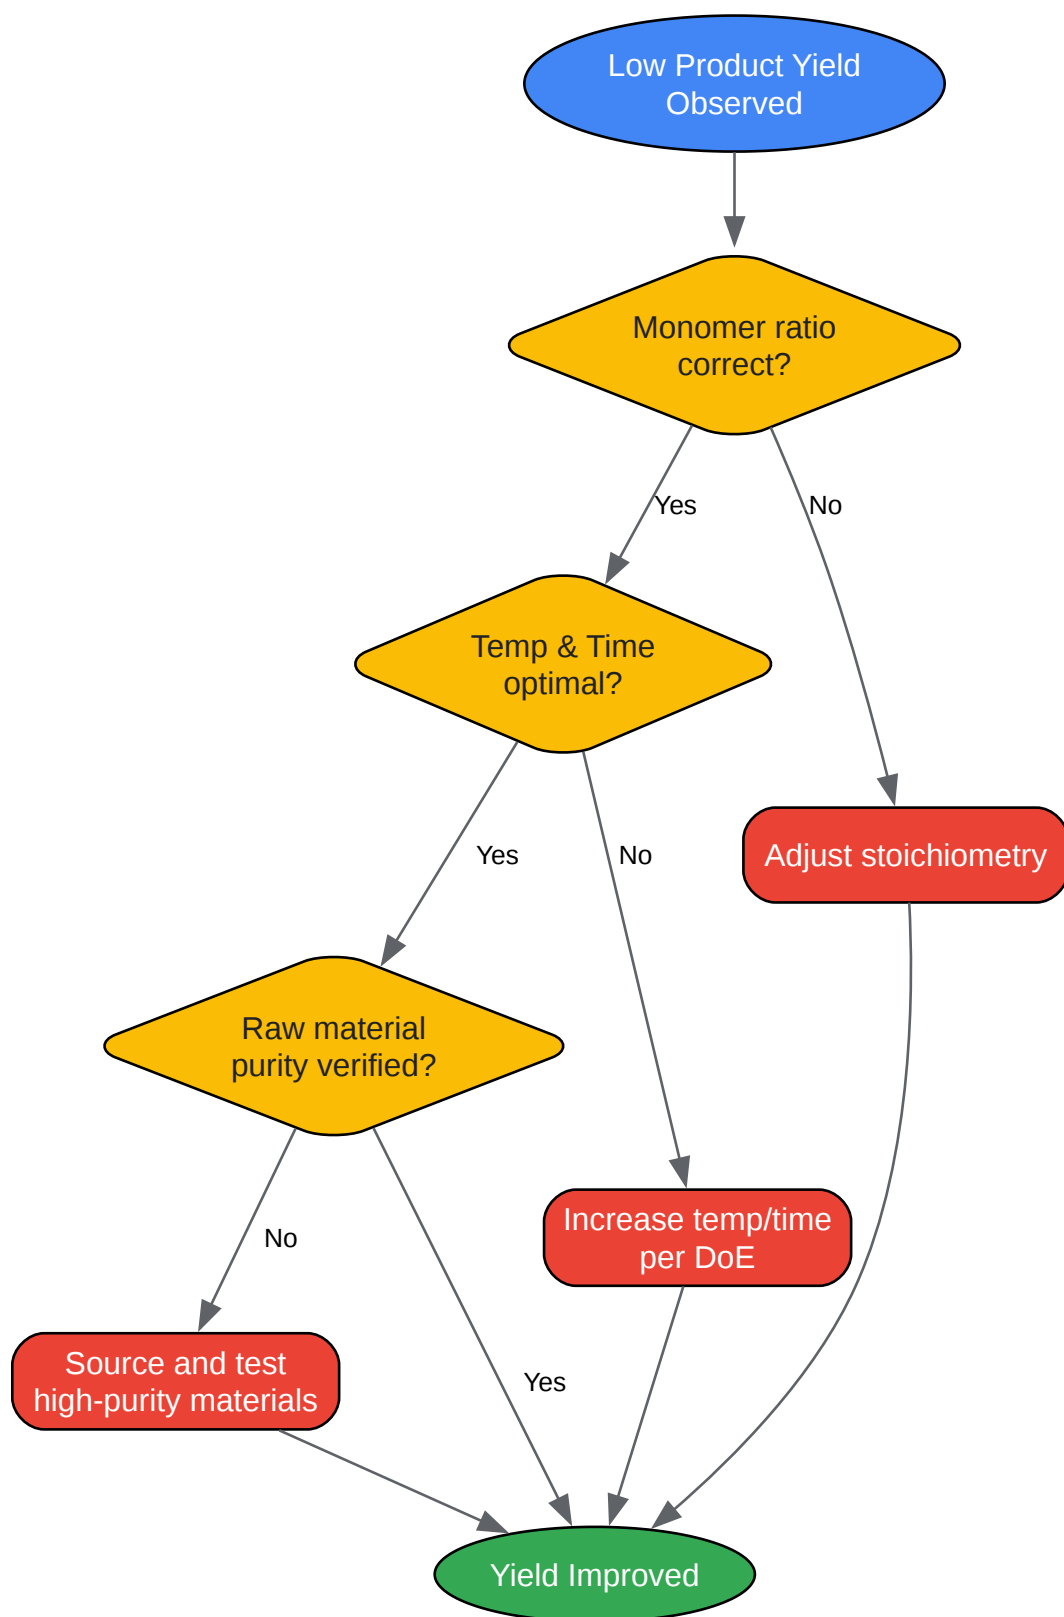 Low Product Yield
Observed
Monomer ratio
correct?
Yes
No
Temp & Time
optimal?
Yes
No
Adjust stoichiometry
Raw material
purity verified?
No
Yes
Increase temp/time
per DoE
Source and test
high-purity materials
Yield Improved